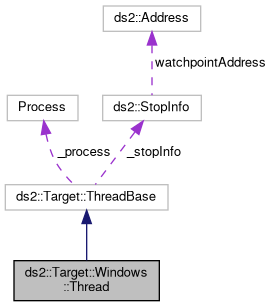 ds2::Address
watchpointAddress
Process
ds2::StopInfo
_process
_stopInfo
ds2::Target::ThreadBase
ds2::Target::Windows
::Thread